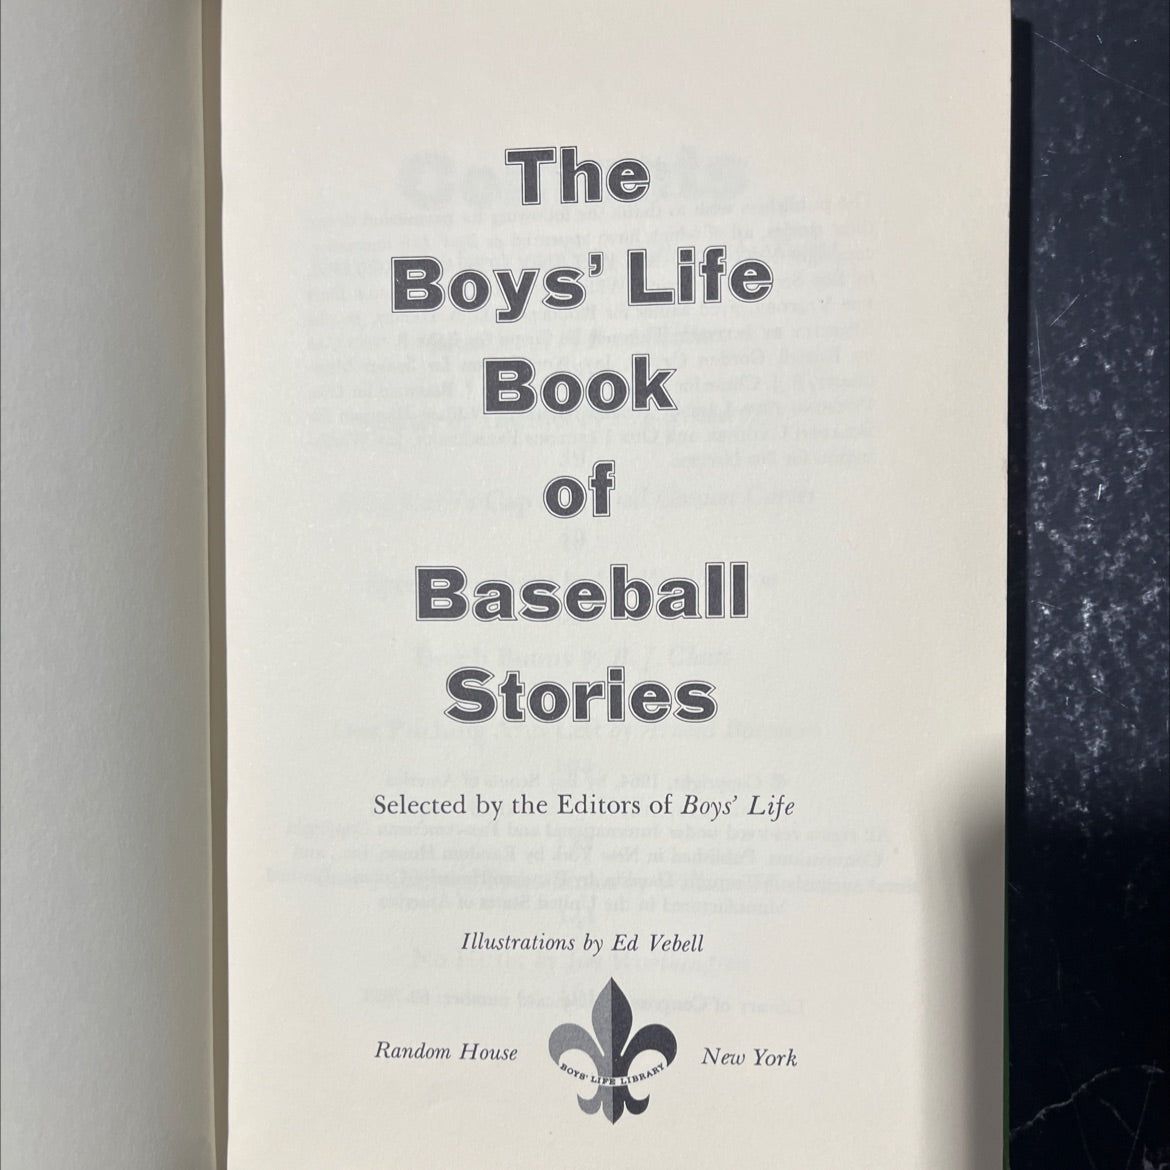 The
Boys' Life
Book
of
Baseball
Stories
Selected by the Editors of Boys' Life
Illustrations by Ed Vebell
Random House
BOYS' LIFE LIBRARY
New York